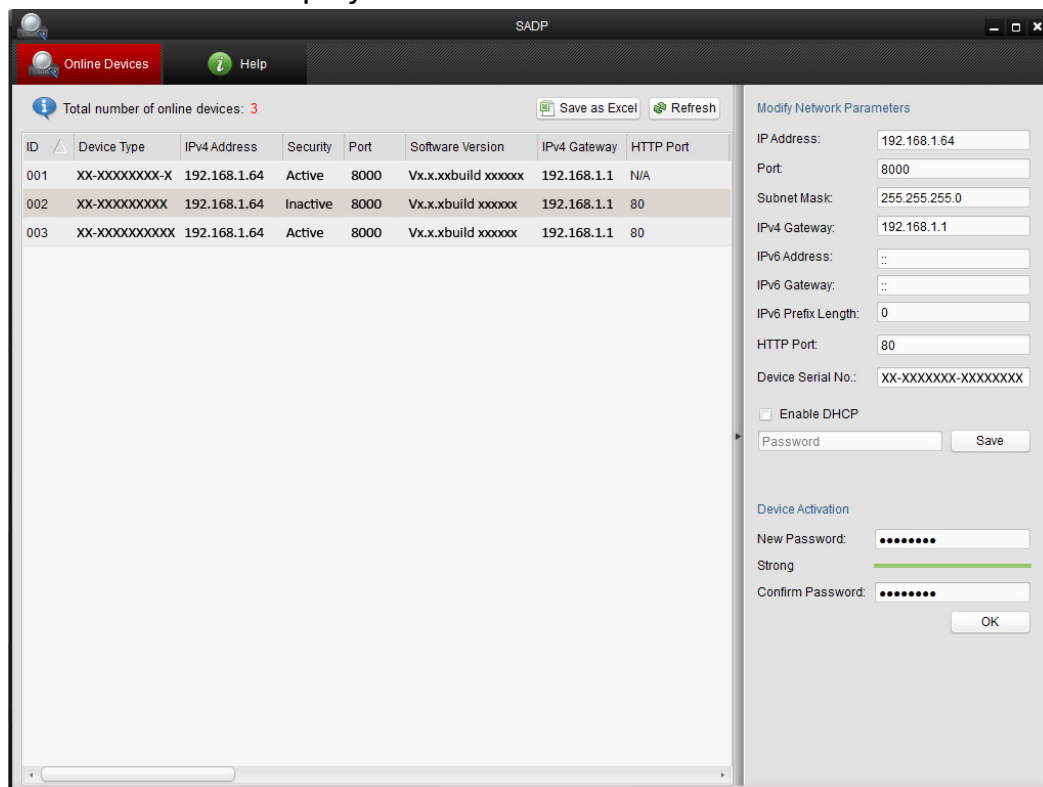 SADP
Online Devices
Help
Total number of online devices: 3
Save as Excel
Refresh
ID Device Type IPv4 Address Security Port Software Version IPv4 Gateway HTTP Port
001 XX-XXXXXXXX-X 192.168.1.64 Active 8000 Vx.x.xxbuild xxxxxx 192.168.1.1 N/A
002 XX-XXXXXXXXX 192.168.1.64 Inactive 8000 Vx.x.xbuild xxxxxx 192.168.1.1 80
003 XX-XXXXXXXXXX 192.168.1.64 Active 8000 Vx.x.xbuild xxxxxx 192.168.1.1 80
Modify Network Parameters
IP Address: 192.168.1.64
Port: 8000
Subnet Mask: 255.255.255.0
IPv4 Gateway: 192.168.1.1
IPv6 Address: ::
IPv6 Gateway: ::
IPv6 Prefix Length: 0
HTTP Port: 80
Device Serial No.: XX-XXXXXXX-XXXXXXXX
Enable DHCP
Password Save
Device Activation
New Password: ●●●●●●●●
Strong
Confirm Password: ●●●●●●●●
OK